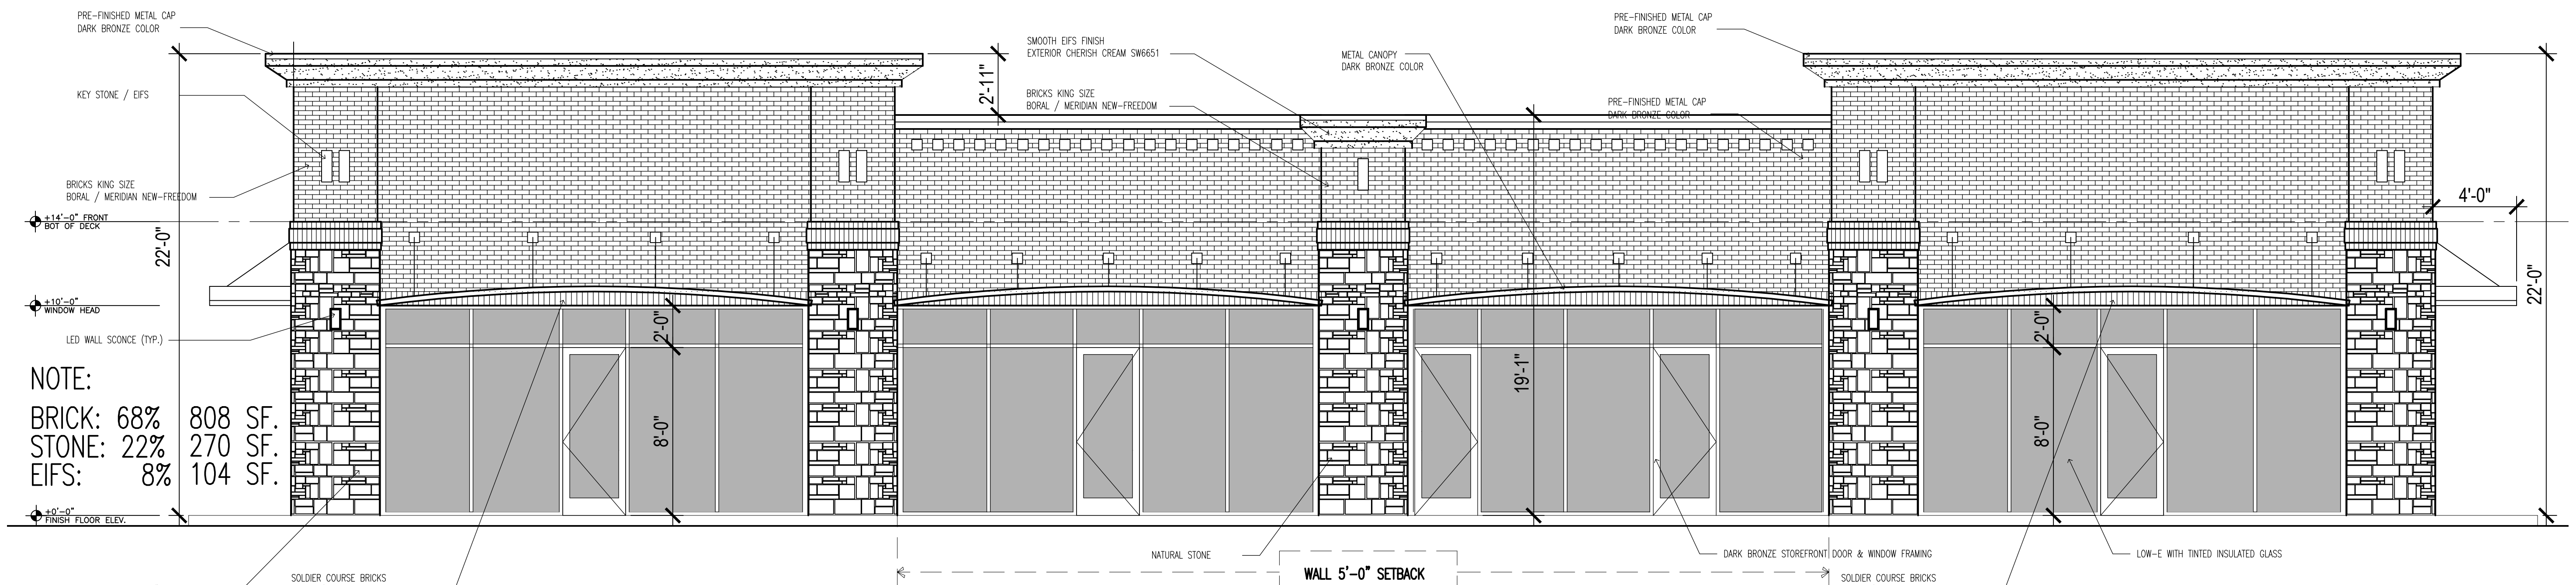 PRE-FINISHED METAL CAP
DARK BRONZE COLOR
KEY STONE / EIFS
BRICKS KING SIZE
BORAL / MERIDIAN NEW-FREEDOM
+14'-0" FRONT
BOT OF DECK
22'-0"
+10'-0"
WINDOW HEAD
LED WALL SCONCE (TYP.)
NOTE:
BRICK: 68% 808 SF.
STONE: 22% 270 SF.
EIFS: 8% 104 SF.
+0'-0"
FINISH FLOOR ELEV.
SOLDIER COURSE BRICKS
2'-0"
8'-0"
2'-11"
SMOOTH EIFS FINISH
EXTERIOR CHERISH CREAM SW6651
BRICKS KING SIZE
BORAL / MERIDIAN NEW-FREEDOM
METAL CANOPY
DARK BRONZE COLOR
19'-1"
NATURAL STONE
WALL 5'-0" SETBACK
PRE-FINISHED METAL CAP
DARK BRONZE COLOR
PRE-FINISHED METAL CAP
DARK BRONZE COLOR
DARK BRONZE STOREFRONT DOOR & WINDOW FRAMING
SOLDIER COURSE BRICKS
2'-0"
8'-0"
LOW-E WITH TINTED INSULATED GLASS
4'-0"
22'-0"